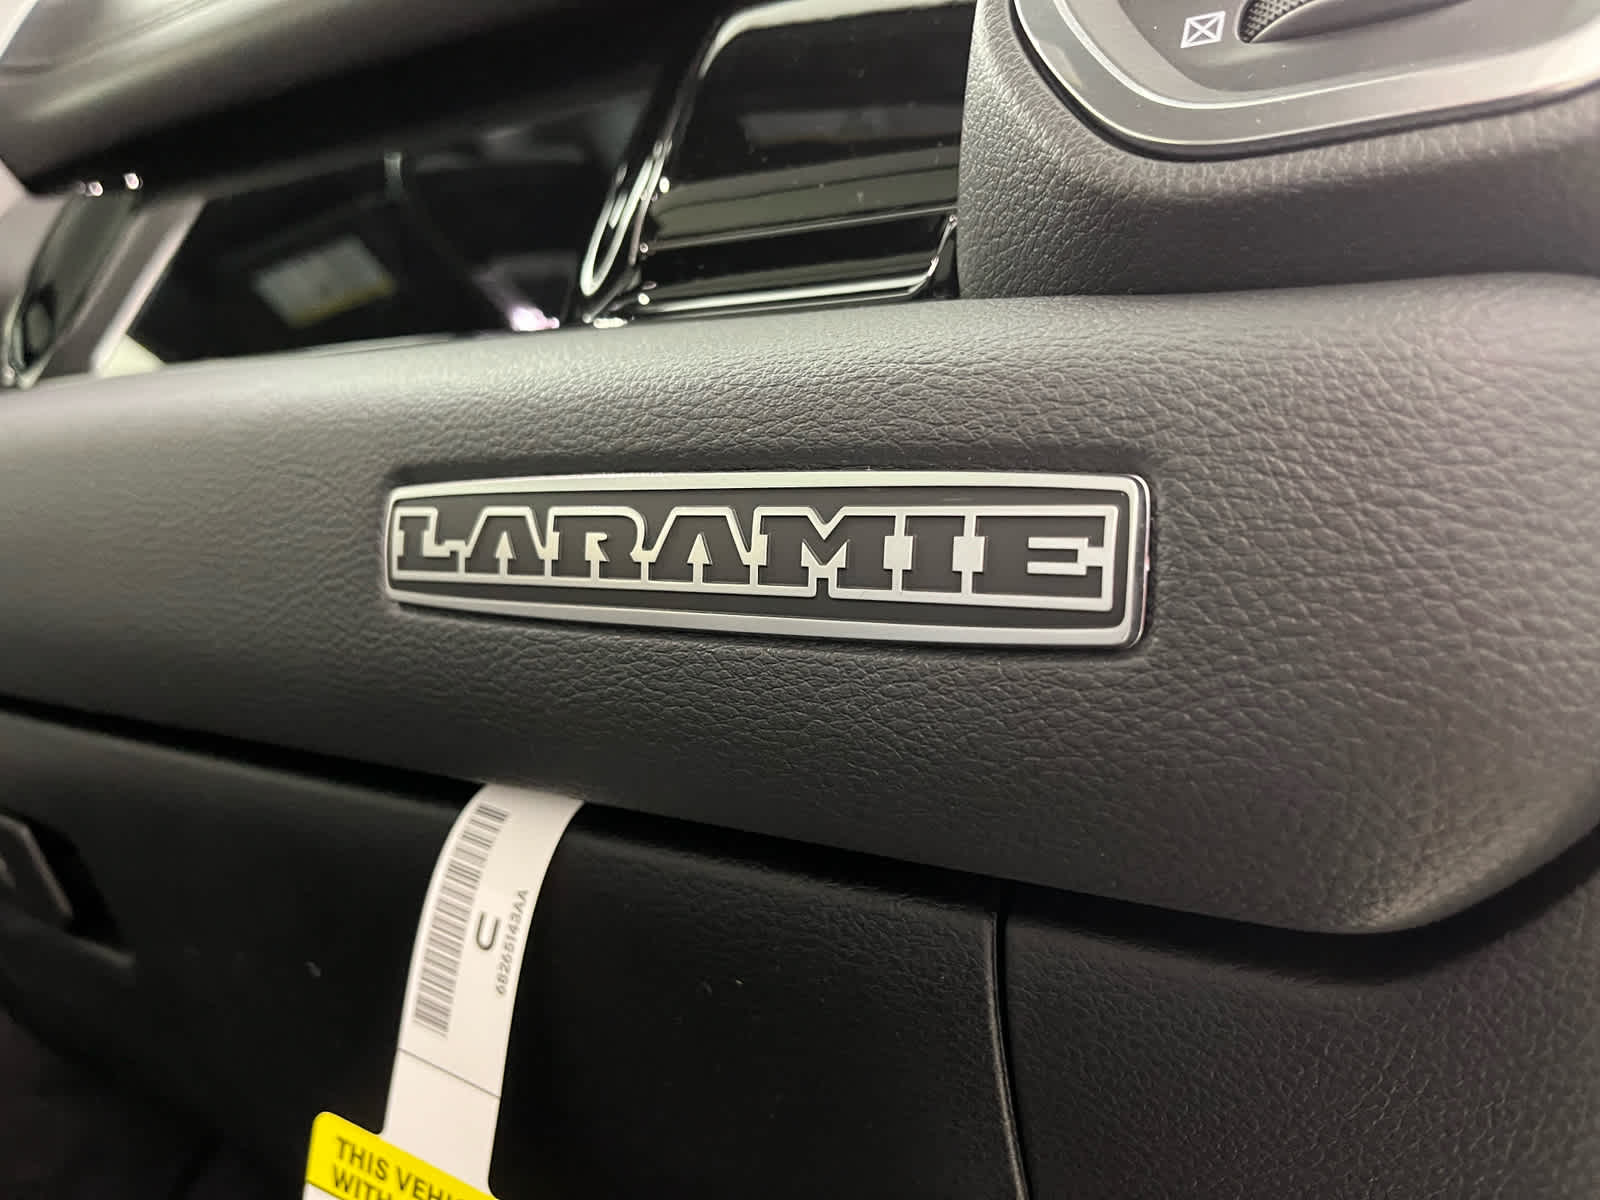 LARAMIE
C
68265143AA
THIS VEHI
WITH